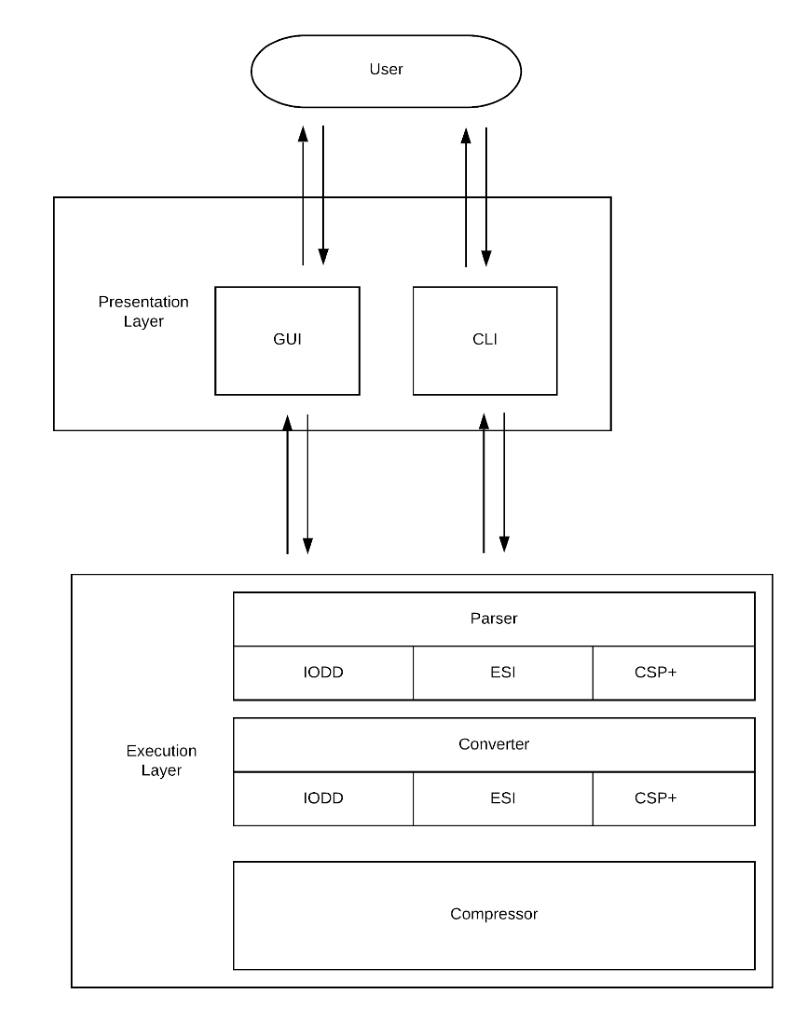 User
Presentation
Layer
GUI
CLI
Parser
IODD
ESI
CSP+
Execution
Layer
Converter
IODD
ESI
CSP+
Compressor